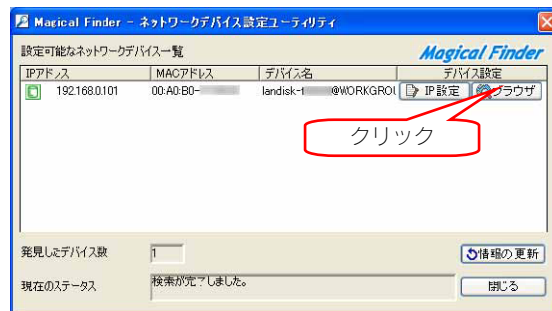 Magical Finder - ネットワークデバイス設定ユーティリティ
設定可能なネットワークデバイス一覧
Magical Finder
IPアドレス MACアドレス デバイス名 デバイス設定
192.168.0.101 00:A0:B0- landisk- @WORKGROU IP設定 ブラウザ
クリック
発見したデバイス数 1 情報の更新
現在のステータス 検索が完了しました。 閉じる